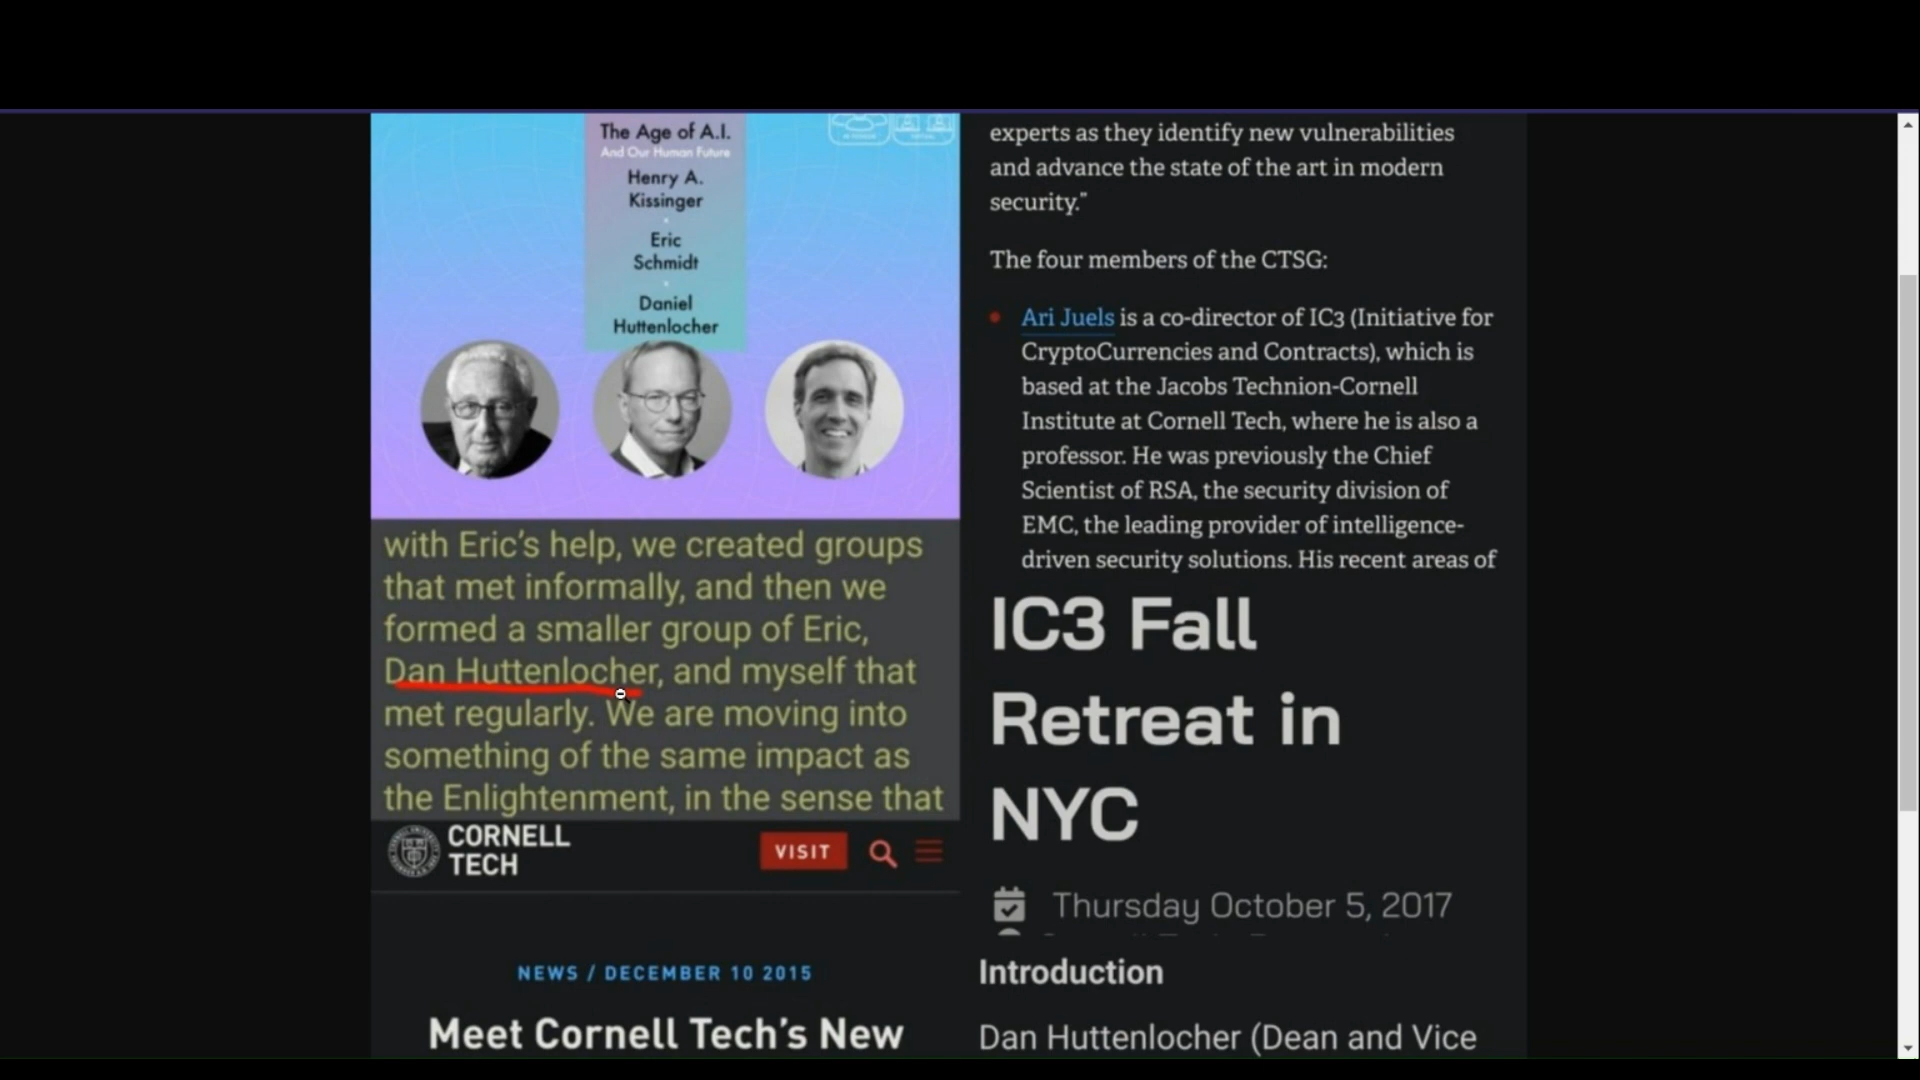 The Age of A.I.
And Our Human Future
Henry A.
Kissinger
Eric
Schmidt
Daniel
Huttenlocher
with Eric's help, we created groups
that met informally, and then we
formed a smaller group of Eric,
Dan Huttenlocher, and myself that
met regularly. We are moving into
something of the same impact as
the Enlightenment, in the sense that
CORNELL
TECH
VISIT
NEWS / DECEMBER 10 2015
Meet Cornell Tech's New
experts as they identify new vulnerabilities
and advance the state of the art in modern
security."
The four members of the CTSG:
Ari Juels is a co-director of IC3 (Initiative for
CryptoCurrencies and Contracts), which is
based at the Jacobs Technion-Cornell
Institute at Cornell Tech, where he is also a
professor. He was previously the Chief
Scientist of RSA, the security division of
EMC, the leading provider of intelligence-
driven security solutions. His recent areas of
IC3 Fall
Retreat in
NYC
Thursday October 5, 2017
Introduction
Dan Huttenlocher (Dean and Vice